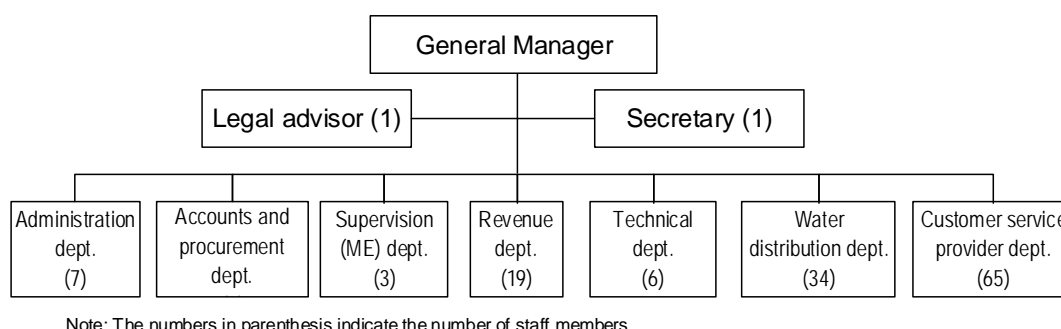 General Manager
Legal advisor (1)
Secretary (1)
Administration
dept.
(7)
Accounts and
procurement
dept.
Supervision
(ME) dept.
(3)
Revenue
dept.
(19)
Technical
dept.
(6)
Water
distribution dept.
(34)
Customer service
provider dept.
(65)
Note: The numbers in parenthesis indicate the number of staff members